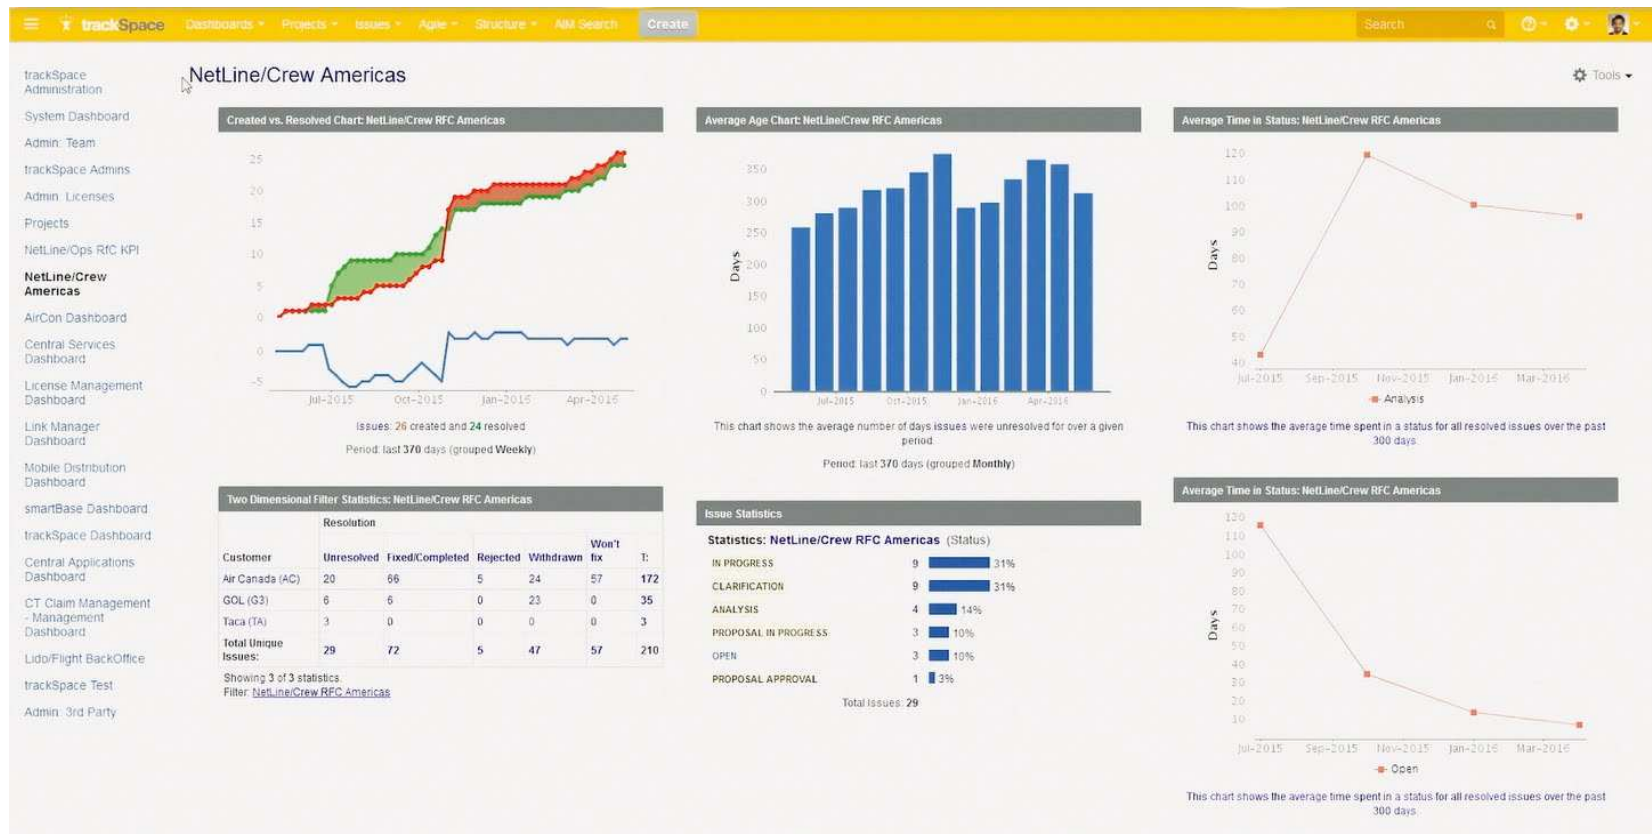 trackSpace
Dashboards
Projects
Issues
Agile
Structure
AIM Search
Create
Search
trackSpace
Administration
System Dashboard
Admin: Team
trackSpace Admins
Admin: Licenses
Projects
NetLine/Ops RfC KPI
NetLine/Crew
Americas
AirCon Dashboard
Central Services
Dashboard
License Management
Dashboard
Link Manager
Dashboard
Mobile Distribution
Dashboard
smartBase Dashboard
trackSpace Dashboard
Central Applications
Dashboard
CT Claim Management
- Management
Dashboard
Lido/Flight BackOffice
trackSpace Test
Admin: 3rd Party
NetLine/Crew Americas
Tools
Created vs. Resolved Chart: NetLine/Crew RFC Americas
25
20
15
10
5
0
0
-5
Jul-2015 Oct-2015 Jan-2016 Apr-2016
Issues: 26 created and 24 resolved
Period: last 370 days (grouped Weekly)
Two Dimensional Filter Statistics: NetLine/Crew RFC Americas
Resolution
Customer Unresolved Fixed/Completed Rejected Withdrawn Won't fix T:
Air Canada (AC) 20 66 5 24 57 172
GOL (G3) 6 6 0 23 0 35
Taca (TA) 3 0 0 0 0 3
Total Unique Issues: 29 72 5 47 57 210
Showing 3 of 3 statistics.
Filter: NetLine/Crew RFC Americas
Average Age Chart: NetLine/Crew RFC Americas
Days
350
300
250
200
150
100
50
0
Jul-2015 Oct-2015 Jan-2016 Apr-2016
This chart shows the average number of days issues were unresolved for over a given
period.
Period: last 370 days (grouped Monthly)
Issue Statistics
Statistics: NetLine/Crew RFC Americas (Status)
IN PROGRESS 9 31%
CLARIFICATION 9 31%
ANALYSIS 4 14%
PROPOSAL IN PROGRESS 3 10%
OPEN 3 10%
PROPOSAL APPROVAL 1 3%
Total Issues: 29
Average Time in Status: NetLine/Crew RFC Americas
Days
120
110
100
90
80
70
60
50
40
Jul-2015 Sep-2015 Nov-2015 Jan-2016 Mar-2016
Analysis
This chart shows the average time spent in a status for all resolved issues over the past
300 days.
Average Time in Status: NetLine/Crew RFC Americas
Days
120
110
100
90
80
70
60
50
40
30
20
10
Jul-2015 Sep-2015 Nov-2015 Jan-2016 Mar-2016
Open
This chart shows the average time spent in a status for all resolved issues over the past
300 days.